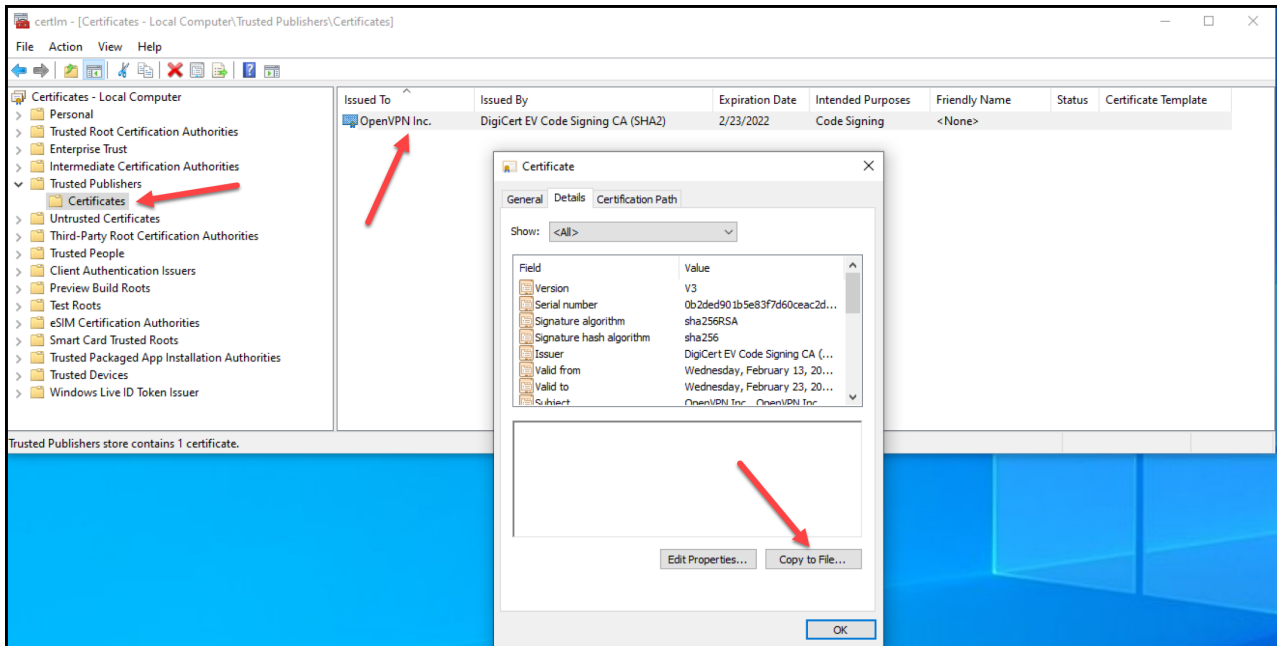 certlm - [Certificates - Local Computer\Trusted Publishers\Certificates]
File Action View Help
Certificates - Local Computer
Personal
Trusted Root Certification Authorities
Enterprise Trust
Intermediate Certification Authorities
Trusted Publishers
Certificates
Untrusted Certificates
Third-Party Root Certification Authorities
Trusted People
Client Authentication Issuers
Preview Build Roots
Test Roots
eSIM Certification Authorities
Smart Card Trusted Roots
Trusted Packaged App Installation Authorities
Trusted Devices
Windows Live ID Token Issuer
Issued To Issued By Expiration Date Intended Purposes Friendly Name Status Certificate Template
OpenVPN Inc. DigiCert EV Code Signing CA (SHA2) 2/23/2022 Code Signing <None>
Certificate
General Details Certification Path
Show: <All>
Field Value
Version V3
Serial number 0b2ded901b5e83f7d60ceac2d...
Signature algorithm sha256RSA
Signature hash algorithm sha256
Issuer DigiCert EV Code Signing CA (...
Valid from Wednesday, February 13, 20...
Valid to Wednesday, February 23, 20...
Subject OpenVPN Inc., OpenVPN Inc.
Edit Properties... Copy to File...
OK
Trusted Publishers store contains 1 certificate.